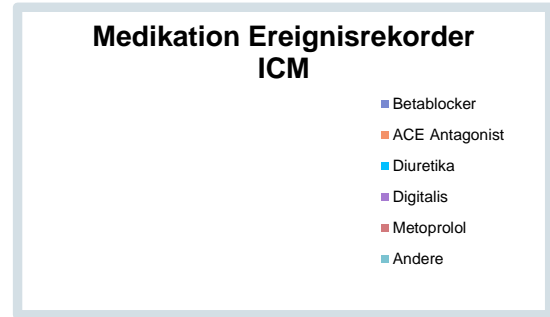 Medikation Ereignisrekorder
ICM
Betablocker
ACE Antagonist
Diuretika
Digitalis
Metoprolol
Andere